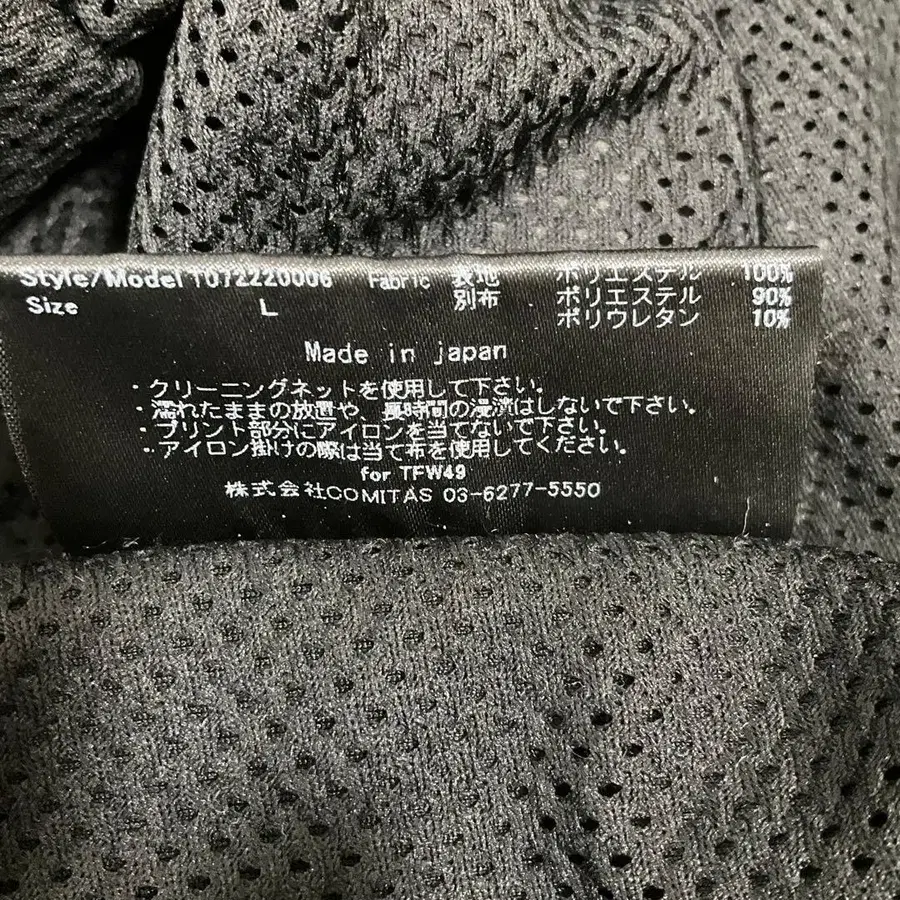 Style/Model T072220006 Fabric 表地 ポリエステル 100%
Size L 別布 ポリエステル 90%
ポリウレタン 10%
Made in japan
・クリーニングネットを使用して下さい。
・濡れたままの放置や、長時間の浸漬はしないで下さい。
・プリント部分にアイロンを当てないで下さい。
・アイロン掛けの際は当て布を使用してください。
for TFW49
株式会社COMITAS 03-6277-5550